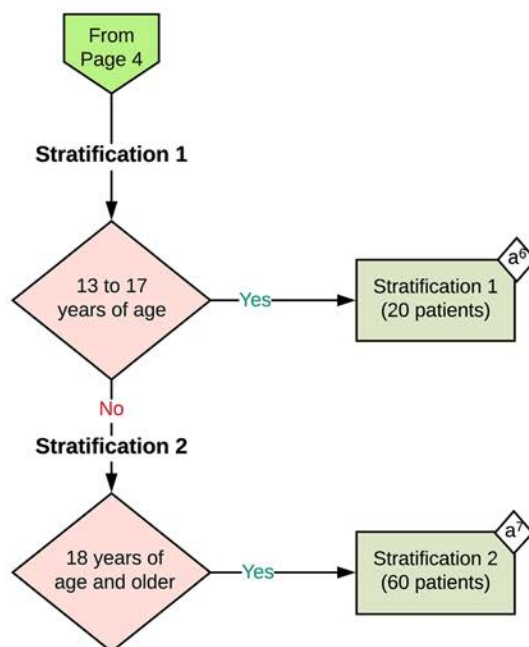 From
Page 4
Stratification 1
13 to 17
years of age
Yes
a⁶
Stratification 1
(20 patients)
No
Stratification 2
18 years of
age and older
Yes
a⁷
Stratification 2
(60 patients)